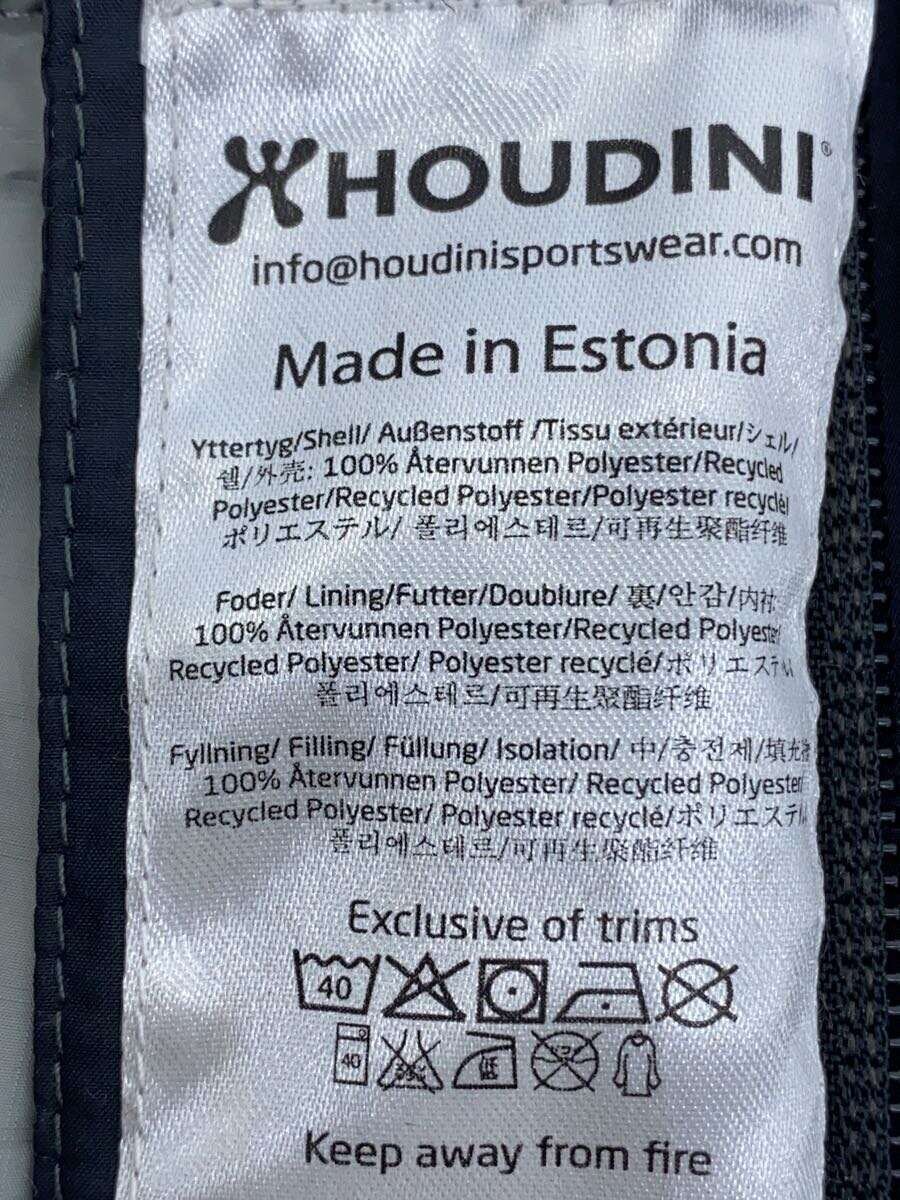 HOUDINI®
info@houdinisportswear.com
Made in Estonia
Yttertyg/Shell/ Außenstoff /Tissu extérieur/シェル/
쉘/外壳: 100% Återvunnen Polyester/Recycled
Polyester/Recycled Polyester/Polyester recyclé/
ポリエステル/ 폴리에스테르/可再生聚酯纤维
Foder/ Lining/Futter/Doublure/ 裏/안감/内衬
100% Återvunnen Polyester/Recycled Polyester/
Recycled Polyester/ Polyester recyclé/ポリエステル
폴리에스테르/可再生聚酯纤维
Fyllning/ Filling/ Füllung/ Isolation/ 中/충전제/填充
100% Återvunnen Polyester/ Recycled Polyester/
Recycled Polyester/ Polyester recyclé/ポリエステル
폴리에스테르/可再生聚酯纤维
Exclusive of trims
40
40 低
Keep away from fire